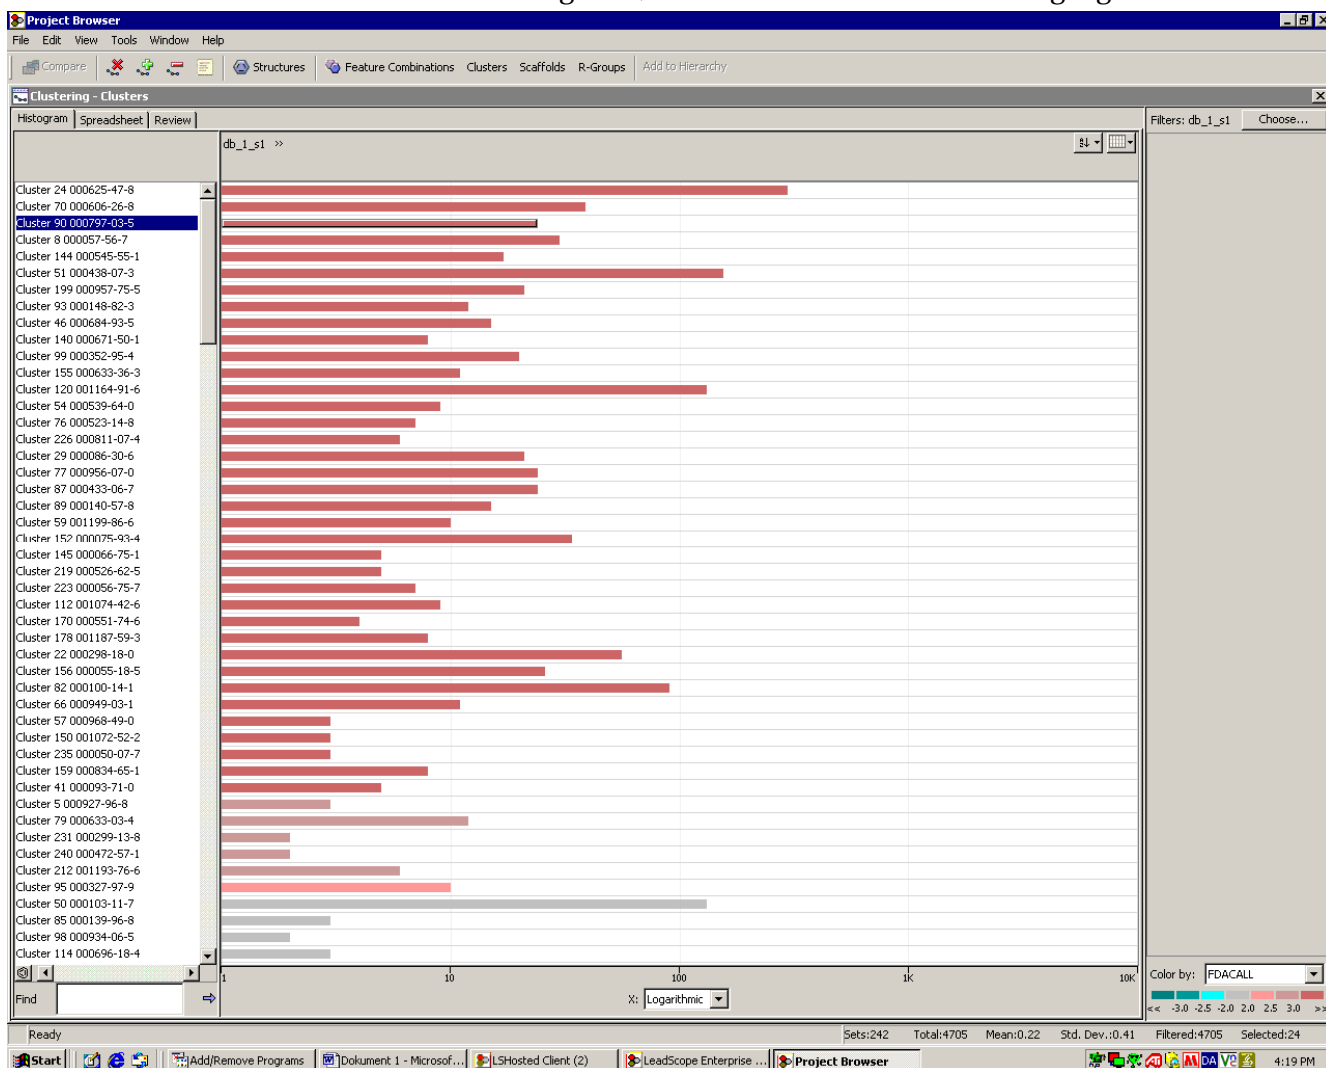 Project Browser
File Edit View Tools Window Help
Compare Structures Feature Combinations Clusters Scaffolds R-Groups Add to Hierarchy
Clustering - Clusters
Histogram Spreadsheet Review Filters: db_1_s1 Choose...
db_1_s1 >>
Cluster 24 000625-47-8
Cluster 70 000606-26-8
Cluster 90 000797-03-5
Cluster 8 000057-56-7
Cluster 144 000545-55-1
Cluster 51 000438-07-3
Cluster 199 000957-75-5
Cluster 93 000148-82-3
Cluster 46 000684-93-5
Cluster 140 000671-50-1
Cluster 99 000352-95-4
Cluster 155 000633-36-3
Cluster 120 001164-91-6
Cluster 54 000539-64-0
Cluster 76 000523-14-8
Cluster 226 000811-07-4
Cluster 29 000086-30-6
Cluster 77 000956-07-0
Cluster 87 000433-06-7
Cluster 89 000140-57-8
Cluster 59 001199-86-6
Cluster 152 000075-93-4
Cluster 145 000066-75-1
Cluster 219 000526-62-5
Cluster 223 000056-75-7
Cluster 112 001074-42-6
Cluster 170 000551-74-6
Cluster 178 001187-59-3
Cluster 22 000298-18-0
Cluster 156 000055-18-5
Cluster 82 000100-14-1
Cluster 66 000949-03-1
Cluster 57 000968-49-0
Cluster 150 001072-52-2
Cluster 235 000050-07-7
Cluster 159 000834-65-1
Cluster 41 000093-71-0
Cluster 5 000927-96-8
Cluster 79 000633-03-4
Cluster 231 000299-13-8
Cluster 240 000472-57-1
Cluster 212 001193-76-6
Cluster 95 000327-97-9
Cluster 50 000103-11-7
Cluster 85 000139-96-8
Cluster 98 000934-06-5
Cluster 114 000696-18-4
1 10 100 1K 10K
Color by: FDACALL
Find X: Logarithmic
<< -3.0 -2.5 -2.0 2.0 2.5 3.0 >>
Ready Sets:242 Total:4705 Mean:0.22 Std. Dev.:0.41 Filtered:4705 Selected:24
Start Add/Remove Programs Dokument 1 - Microsof... LSHosted Client (2) LeadScope Enterprise ... Project Browser 4:19 PM